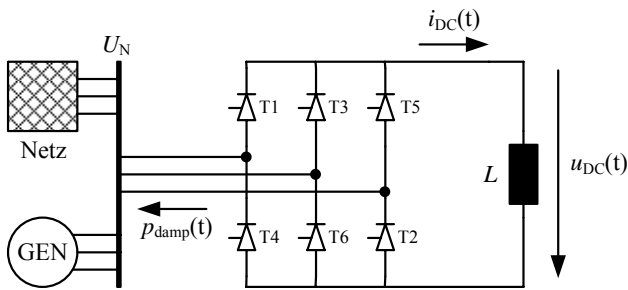 i_DC(t)
U_N
T1
T3
T5
Netz
L
u_DC(t)
p_damp(t)
GEN
T4
T6
T2